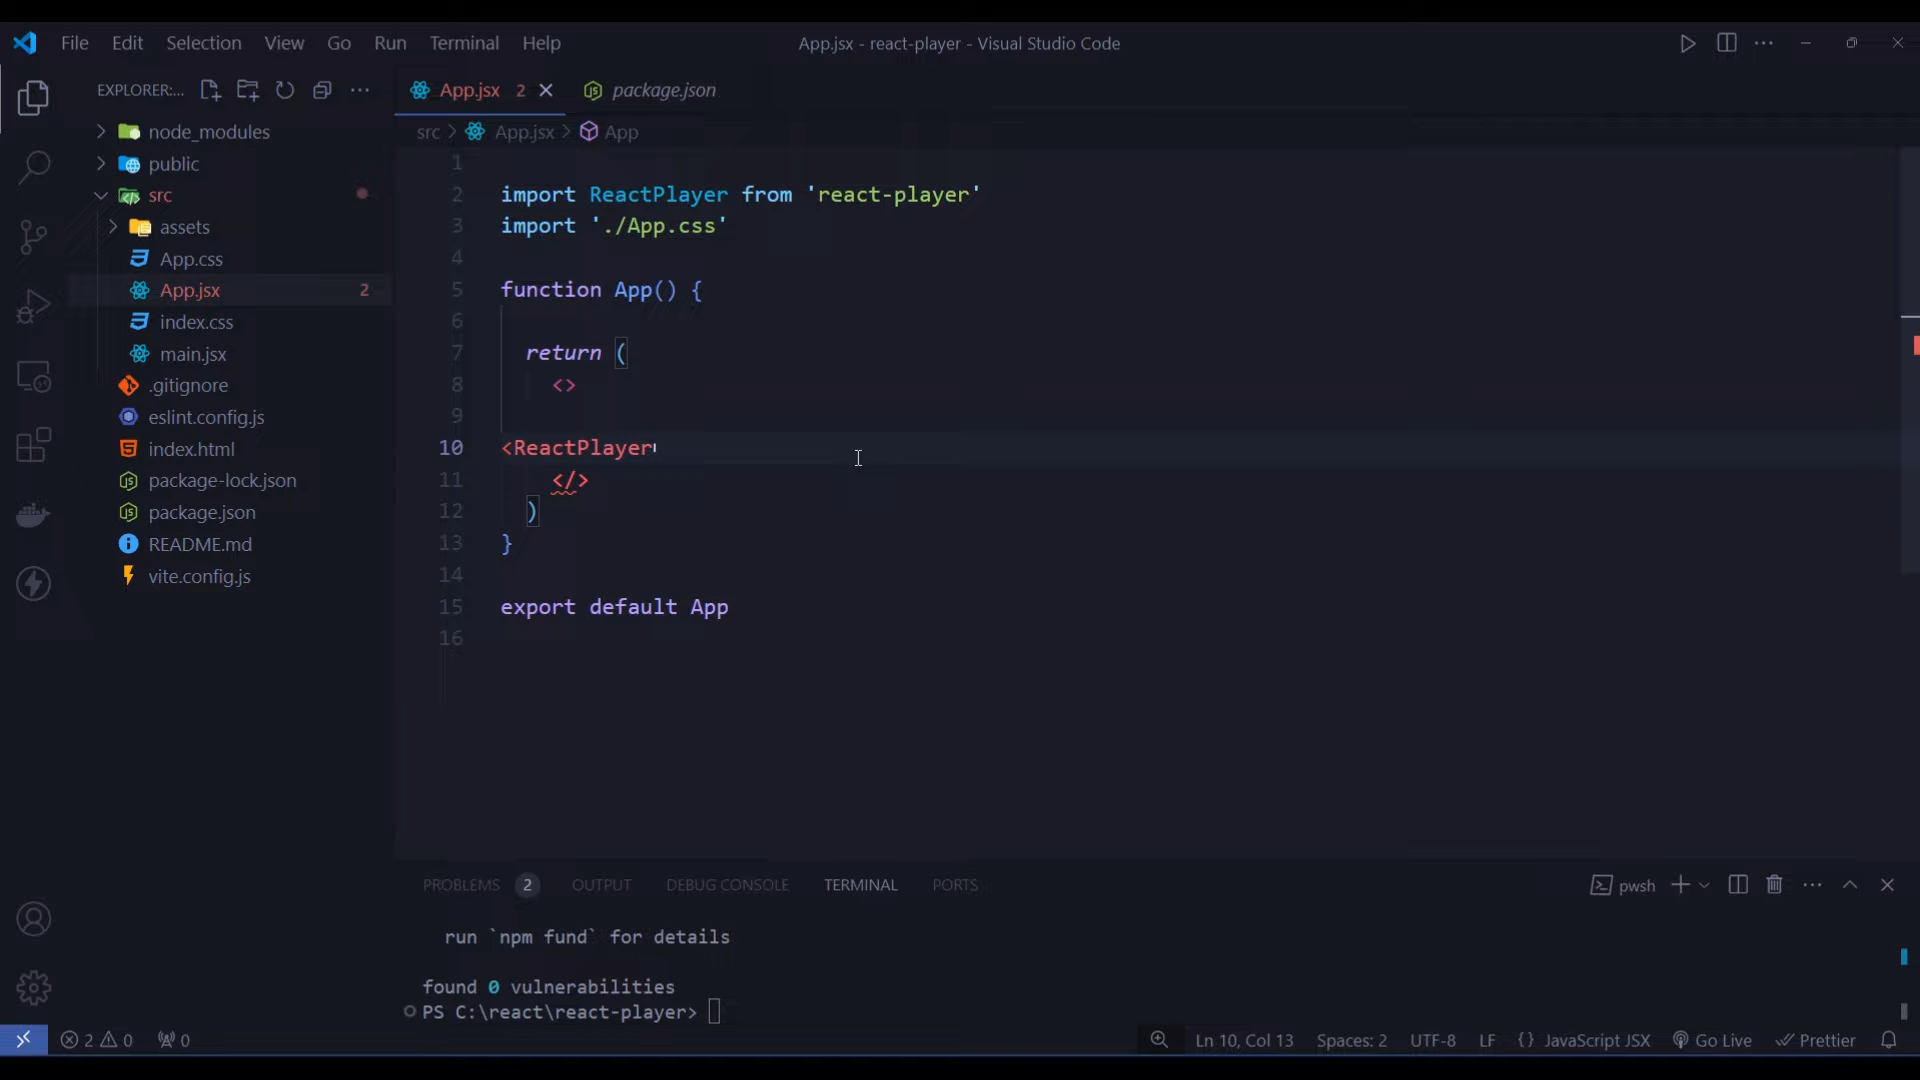 File Edit Selection View Go Run Terminal Help
App.jsx - react-player - Visual Studio Code
EXPLORER:...
App.jsx 2
package.json
src > App.jsx > App
node_modules
public
src
assets
App.css
App.jsx 2
index.css
main.jsx
.gitignore
eslint.config.js
index.html
package-lock.json
package.json
README.md
vite.config.js
1
2 import ReactPlayer from 'react-player'
3 import './App.css'
4
5 function App() {
6
7 return (
8 <>
9
10 <ReactPlayer
11 </>
12 )
13 }
14
15 export default App
16
PROBLEMS 2 OUTPUT DEBUG CONSOLE TERMINAL PORTS
pwsh
run `npm fund` for details
found 0 vulnerabilities
PS C:\react\react-player>
2 0 0
Ln 10, Col 13 Spaces: 2 UTF-8 LF {} JavaScript JSX Go Live Prettier